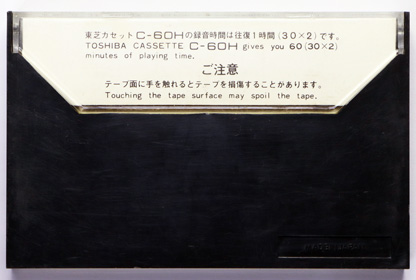 東芝カセットC-60Hの録音時間は往復1時間(30×2)です。
TOSHIBA CASSETTE C-60H gives you 60(30×2)
minutes of playing time.
ご注意
テープ面に手を触れるとテープを損傷することがあります。
Touching the tape surface may spoil the tape.